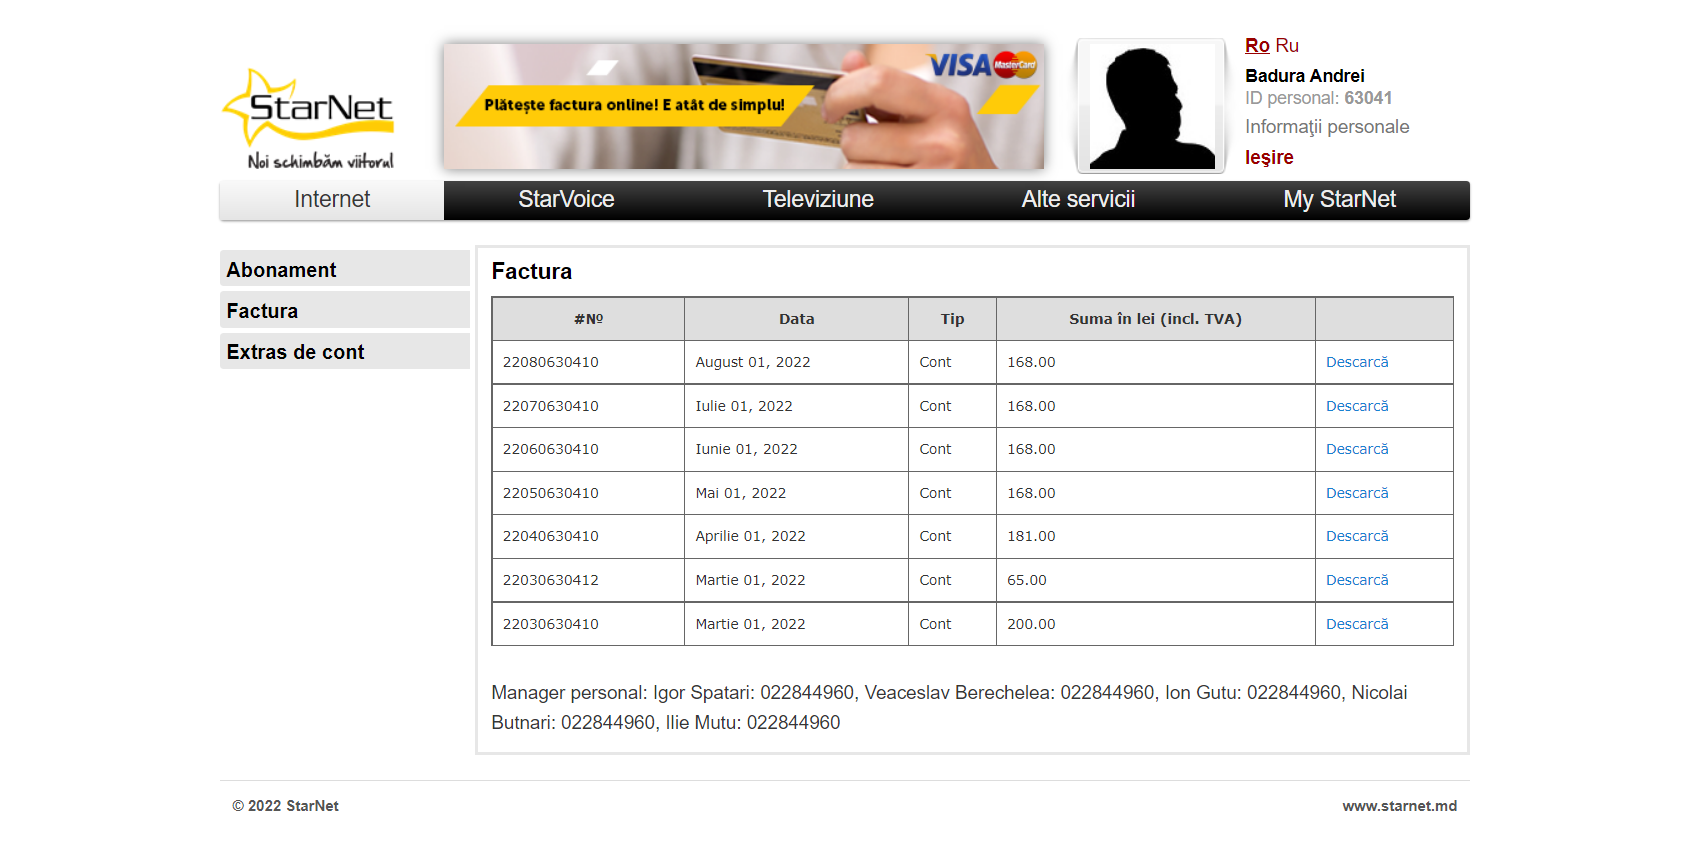 StarNet
Noi schimbăm viitorul
Plătește factura online! E atât de simplu!
VISA MasterCard
Ro Ru
Badura Andrei
ID personal: 63041
Informaţii personale
Ieşire
Internet StarVoice Televiziune Alte servicii My StarNet
Abonament
Factura
Extras de cont
Factura
#№ Data Tip Suma în lei (incl. TVA)
22080630410 August 01, 2022 Cont 168.00 Descarcă
22070630410 Iulie 01, 2022 Cont 168.00 Descarcă
22060630410 Iunie 01, 2022 Cont 168.00 Descarcă
22050630410 Mai 01, 2022 Cont 168.00 Descarcă
22040630410 Aprilie 01, 2022 Cont 181.00 Descarcă
22030630412 Martie 01, 2022 Cont 65.00 Descarcă
22030630410 Martie 01, 2022 Cont 200.00 Descarcă
Manager personal: Igor Spatari: 022844960, Veaceslav Berechelea: 022844960, Ion Gutu: 022844960, Nicolai
Butnari: 022844960, Ilie Mutu: 022844960
© 2022 StarNet www.starnet.md